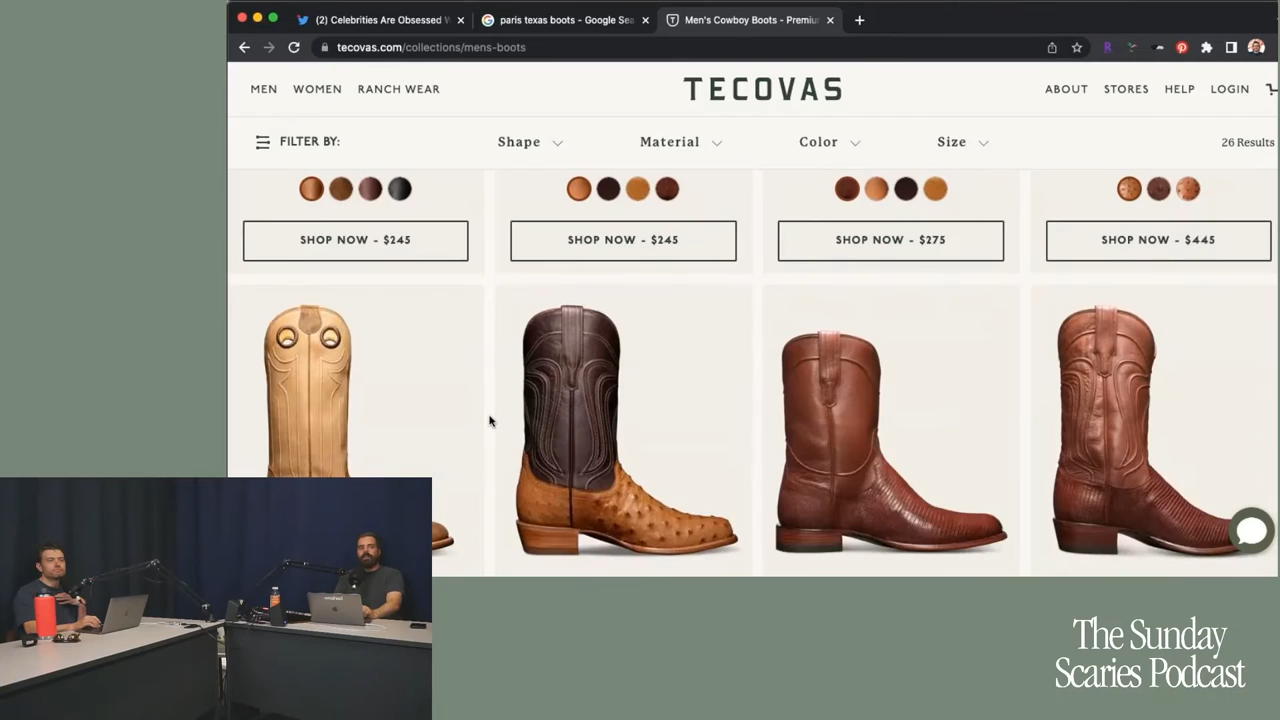 (2) Celebrities Are Obsessed W
paris texas boots - Google Sea
Men's Cowboy Boots - Premiu
tecovas.com/collections/mens-boots
MEN WOMEN RANCH WEAR
TECOVAS
ABOUT STORES HELP LOGIN
FILTER BY:
Shape Material Color Size
26 Results
SHOP NOW - $245
SHOP NOW - $245
SHOP NOW - $275
SHOP NOW - $445
The Sunday
Scaries Podcast